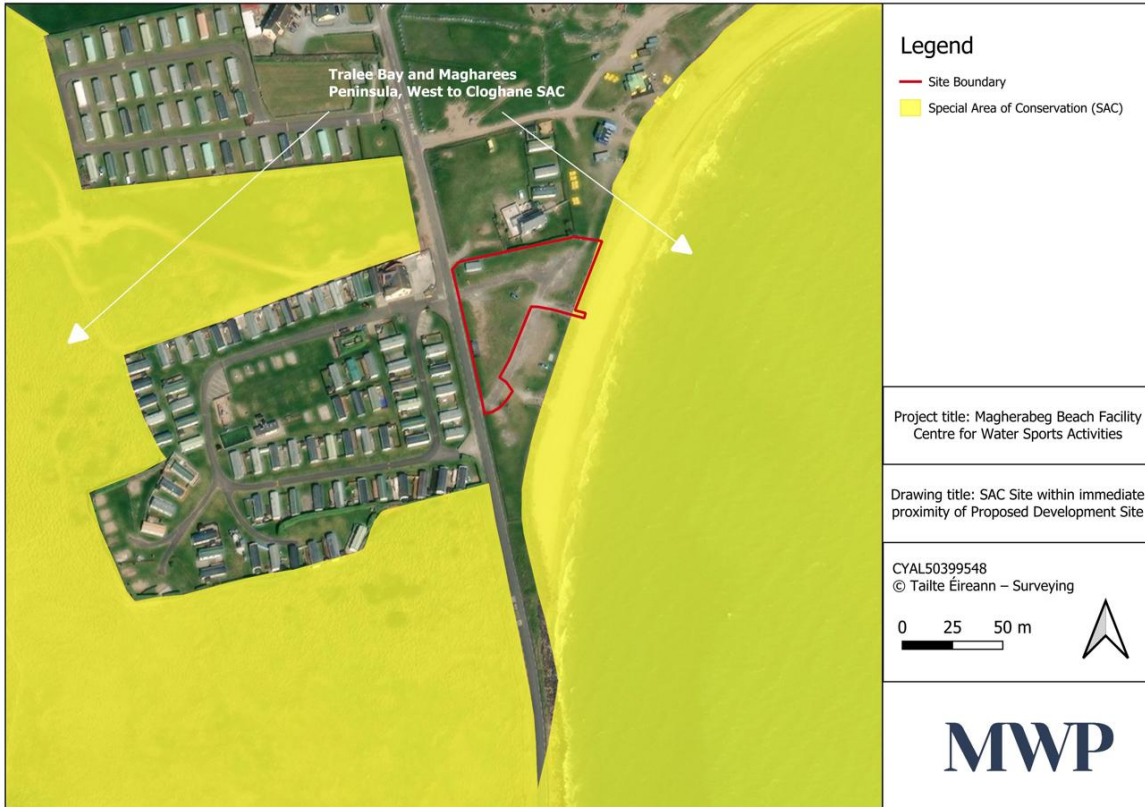 Tralee Bay and Magharees
Peninsula, West to Cloghane SAC
Legend
Site Boundary
Special Area of Conservation (SAC)
Project title: Magherabeg Beach Facility
Centre for Water Sports Activities
Drawing title: SAC Site within immediate
proximity of Proposed Development Site
CYAL50399548
© Tailte Éireann – Surveying
0 25 50 m
MWP